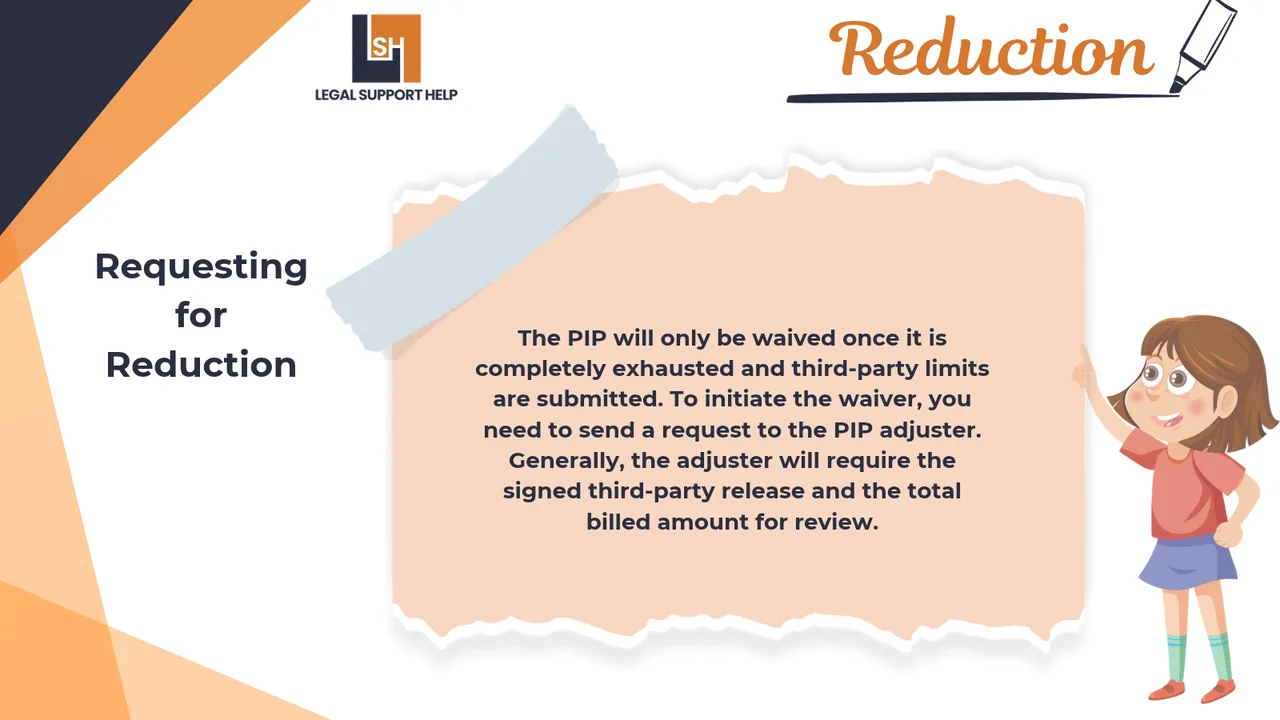 SH
LEGAL SUPPORT HELP
Reduction
Requesting
for
Reduction
The PIP will only be waived once it is
completely exhausted and third-party limits
are submitted. To initiate the waiver, you
need to send a request to the PIP adjuster.
Generally, the adjuster will require the
signed third-party release and the total
billed amount for review.